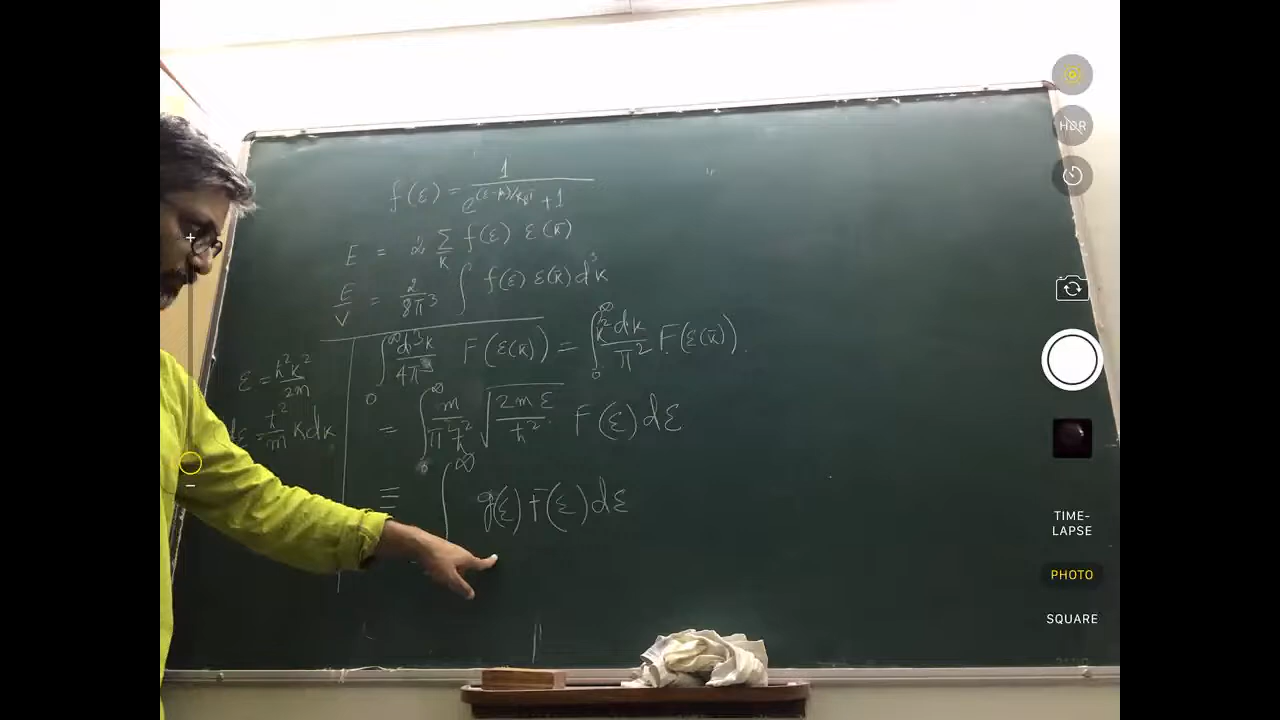 f(ε) = 1 / e^{(ε-μ)/k_BT} + 1
E = 2 Σ_k f(ε) ε(k̄)
E/V = 2/8π³ ∫ f(ε) ε(k̄) d³k
∫_0^∞ d³k/4π³ F(ε(k̄)) = ∫_0^∞ k² dk/π² F(ε(k̄)).
ε = ħ²k²/2m
dε = ħ²/m k dk
= ∫_0^∞ m/π²ħ² √(2mε/ħ²) F(ε) dε
≡ ∫^∞ g(ε) F(ε) dε
HDR
TIME-
LAPSE
PHOTO
SQUARE